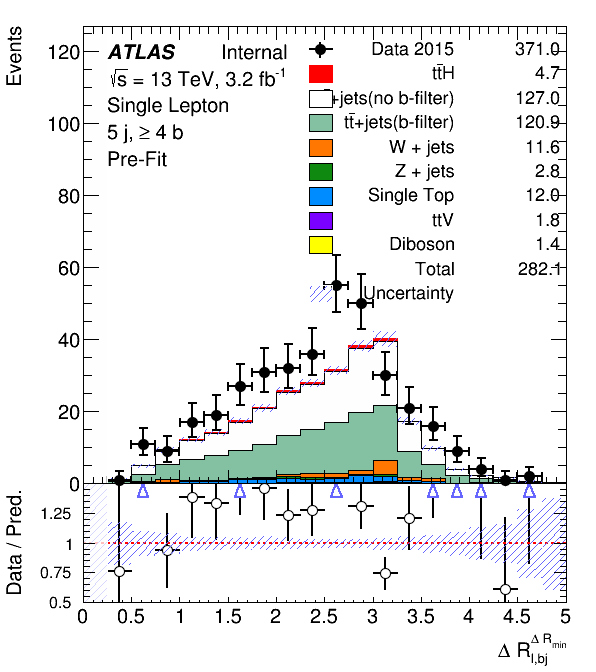 Events
ATLAS Internal
√s = 13 TeV, 3.2 fb-1
Single Lepton
5 j, ≥ 4 b
Pre-Fit
Data 2015 371.0
tt̄H 4.7
+jets(no b-filter) 127.0
tt̄+jets(b-filter) 120.9
W + jets 11.6
Z + jets 2.8
Single Top 12.0
ttV 1.8
Diboson 1.4
Total 282.1
Uncertainty
120
100
80
60
40
20
0
Data / Pred.
1.25
1
0.75
0.5
0 0.5 1 1.5 2 2.5 3 3.5 4 4.5 5
Δ R l,bj Δ R min